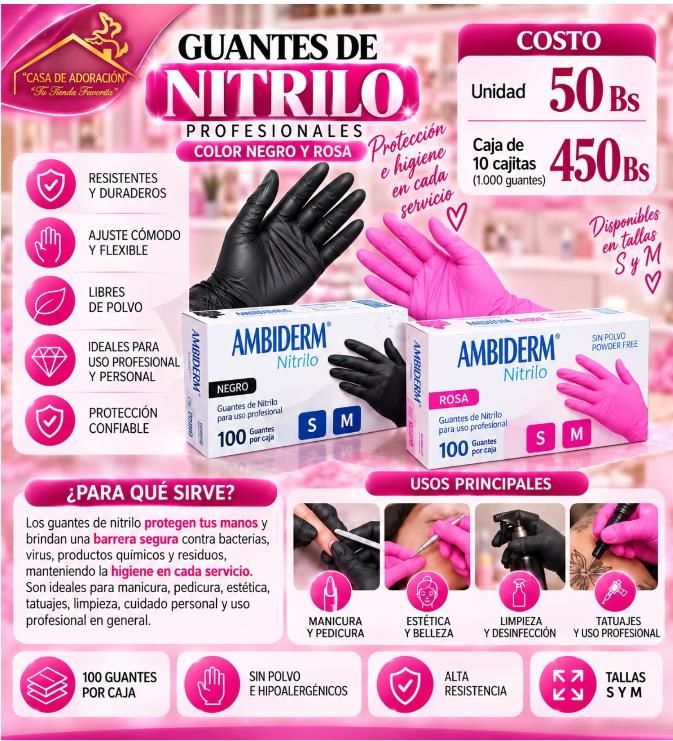 "CASA DE ADORACIÓN"
"Tu Tienda Favorita"
GUANTES DE
NITRILO
PROFESIONALES
COLOR NEGRO Y ROSA
Protección
e higiene
en cada
servicio
COSTO
Unidad 50 Bs
Caja de
10 cajitas
(1.000 guantes)
450 Bs
Disponibles
en tallas
S y M
RESISTENTES
Y DURADEROS
AJUSTE CÓMODO
Y FLEXIBLE
LIBRES
DE POLVO
IDEALES PARA
USO PROFESIONAL
Y PERSONAL
PROTECCIÓN
CONFIABLE
AMBIDERM
AMBIDERM®
Nitrilo
NEGRO
Guantes de Nitrilo
para uso profesional
100 Guantes
por caja
S M
AMBIDERM
AMBIDERM®
Nitrilo
SIN POLVO
POWDER FREE
ROSA
Guantes de Nitrilo
para uso profesional
100 Guantes
por caja
S M
¿PARA QUÉ SIRVE?
Los guantes de nitrilo protegen tus manos y
brindan una barrera segura contra bacterias,
virus, productos químicos y residuos,
manteniendo la higiene en cada servicio.
Son ideales para manicura, pedicura, estética,
tatuajes, limpieza, cuidado personal y uso
profesional en general.
USOS PRINCIPALES
MANICURA
Y PEDICURA
ESTÉTICA
Y BELLEZA
LIMPIEZA
Y DESINFECCIÓN
TATUAJES
Y USO PROFESIONAL
100 GUANTES
POR CAJA
SIN POLVO
E HIPOALERGÉNICOS
ALTA
RESISTENCIA
TALLAS
S Y M